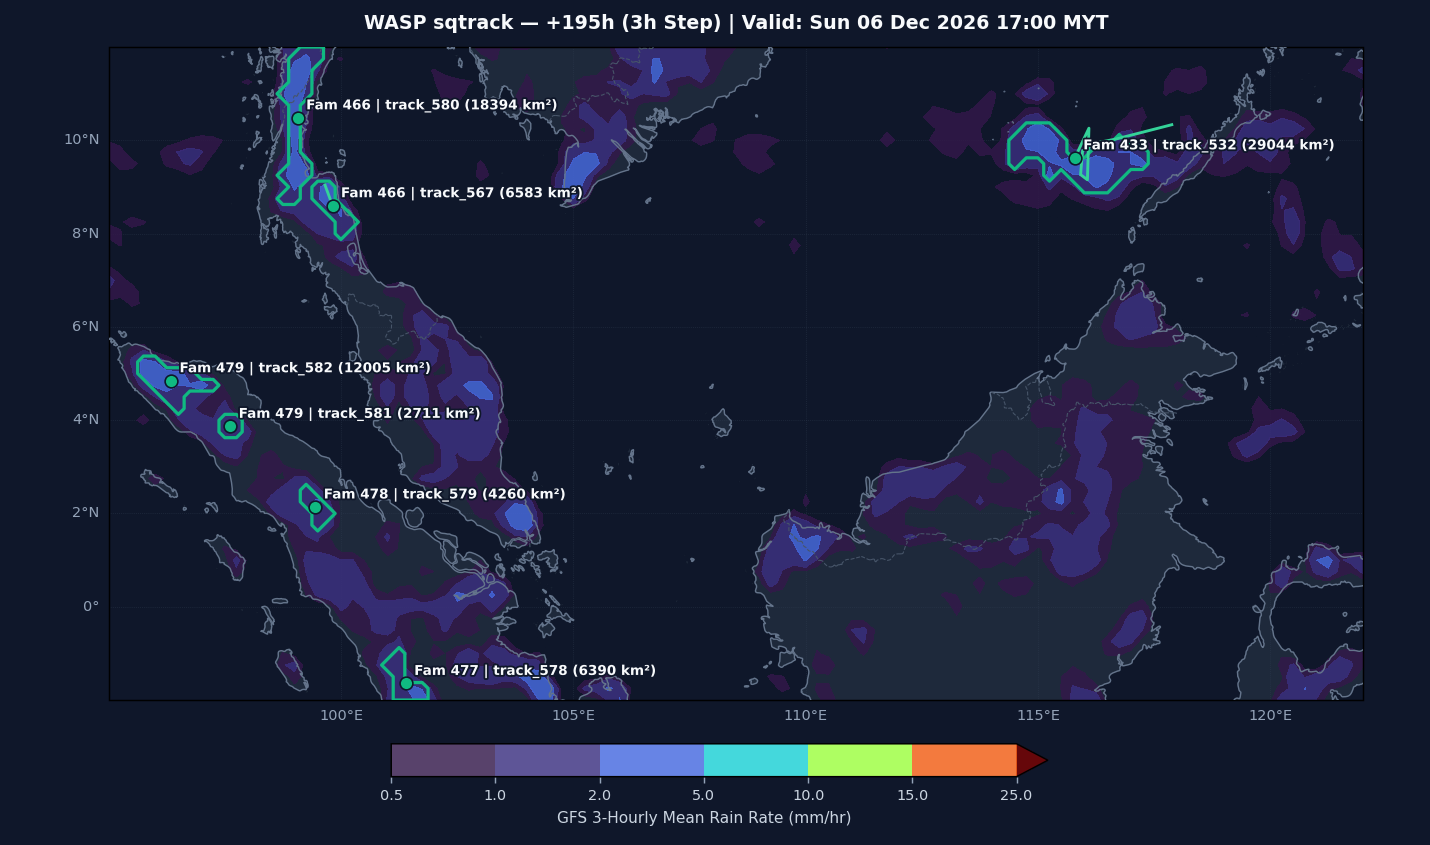 WASP sqtrack — +195h (3h Step) | Valid: Sun 06 Dec 2026 17:00 MYT
Fam 466 | track_580 (18394 km²)
10°N
Fam 433 | track_532 (29044 km²)
Fam 466 | track_567 (6583 km²)
8°N
6°N
Fam 479 | track_582 (12005 km²)
4°N
Fam 479 | track_581 (2711 km²)
Fam 478 | track_579 (4260 km²)
2°N
0°
Fam 477 | track_578 (6390 km²)
100°E 105°E 110°E 115°E 120°E
0.5 1.0 2.0 5.0 10.0 15.0 25.0
GFS 3-Hourly Mean Rain Rate (mm/hr)